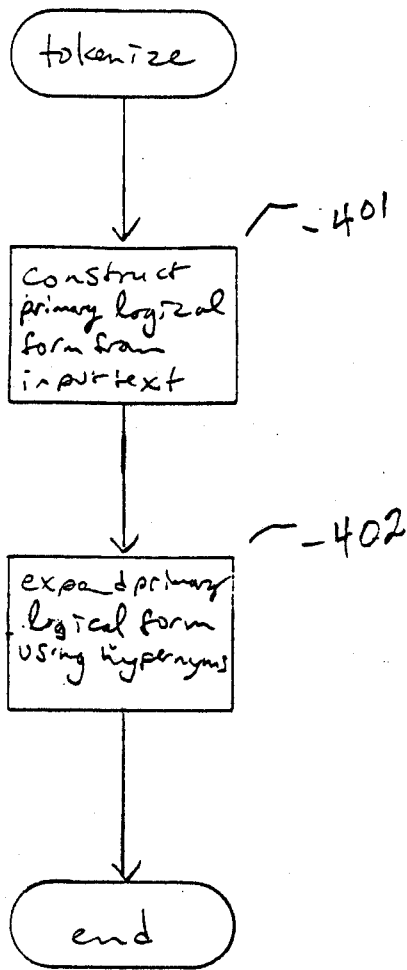 tokenize
-401
construct
primary logical
form from
input text
-402
expand primary
logical form
using hypernyms
end